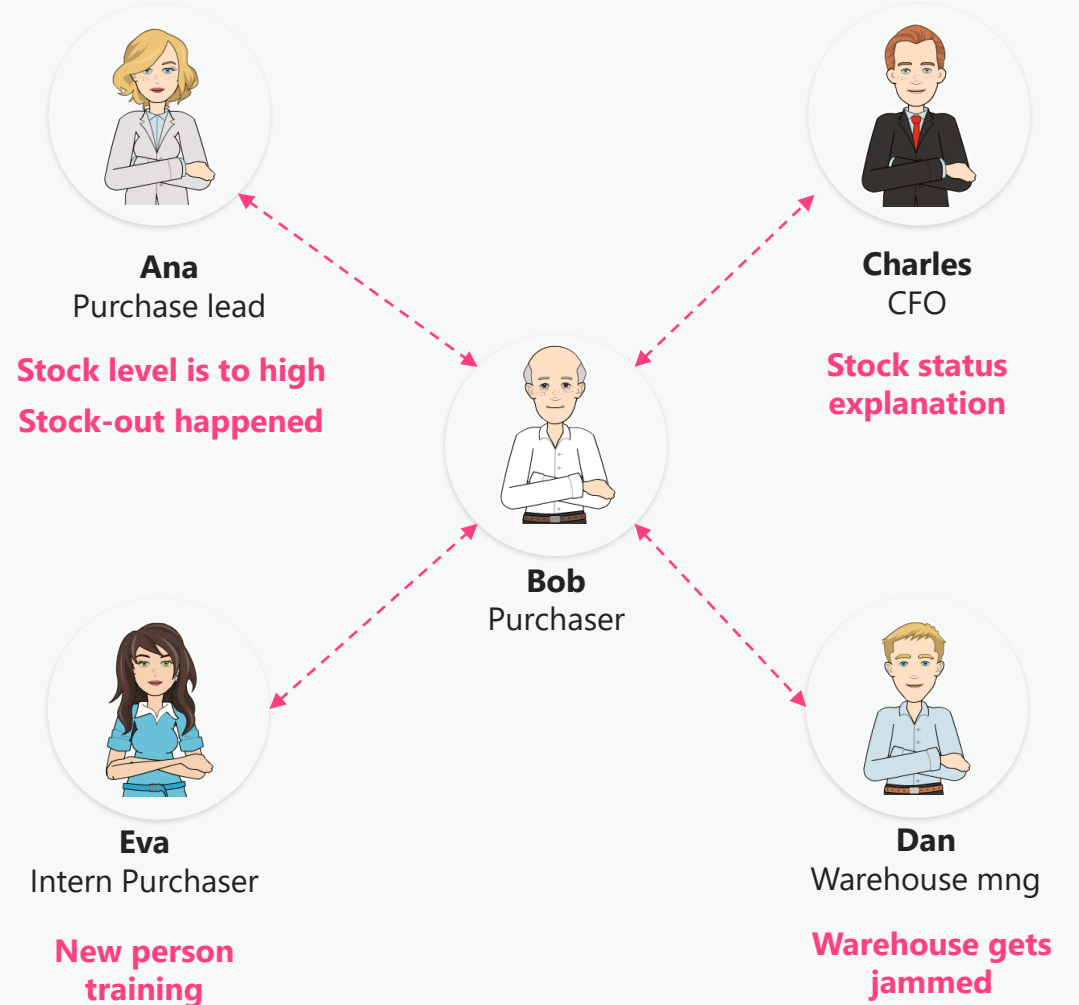 Ana
Purchase lead
Stock level is to high
Stock-out happened
Charles
CFO
Stock status
explanation
Bob
Purchaser
Eva
Intern Purchaser
New person
training
Dan
Warehouse mng
Warehouse gets
jammed